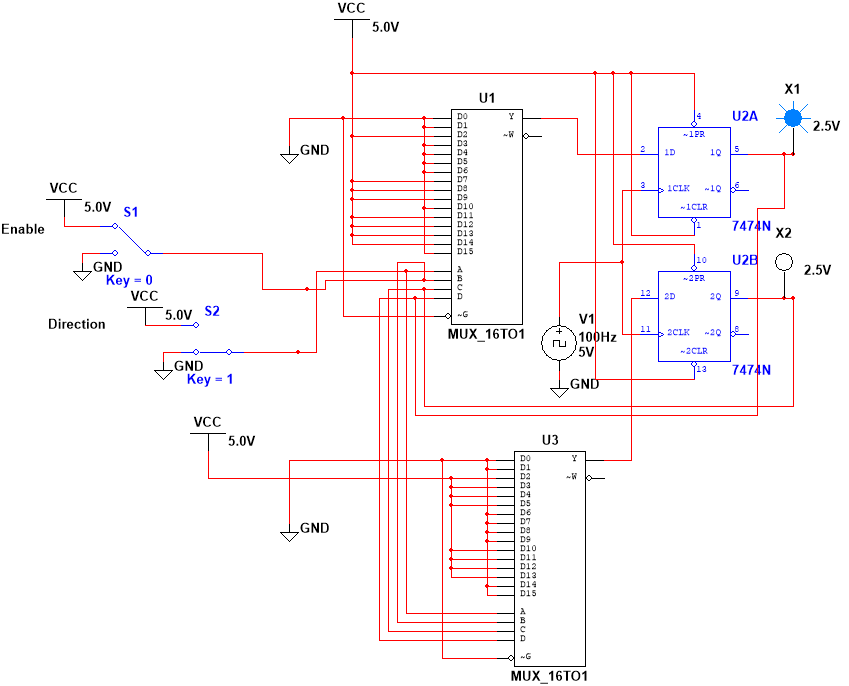 VCC
5.0V
U1
D0
D1
D2
D3
D4
D5
D6
D7
D8
D9
D10
D11
D12
D13
D14
D15
A
B
C
D
~G
Y
~W
MUX_16TO1
GND
VCC
5.0V
S1
Enable
GND
Key = 0
VCC
5.0V
S2
Direction
GND
Key = 1
4
U2A
~1PR
2
1D
1Q
5
3
1CLK
~1Q
6
~1CLR
1
7474N
X1
2.5V
X2
2.5V
10
U2B
~2PR
12
2D
2Q
9
11
2CLK
~2Q
8
~2CLR
13
7474N
V1
100Hz
5V
GND
VCC
5.0V
GND
U3
D0
D1
D2
D3
D4
D5
D6
D7
D8
D9
D10
D11
D12
D13
D14
D15
A
B
C
D
~G
Y
~W
MUX_16TO1